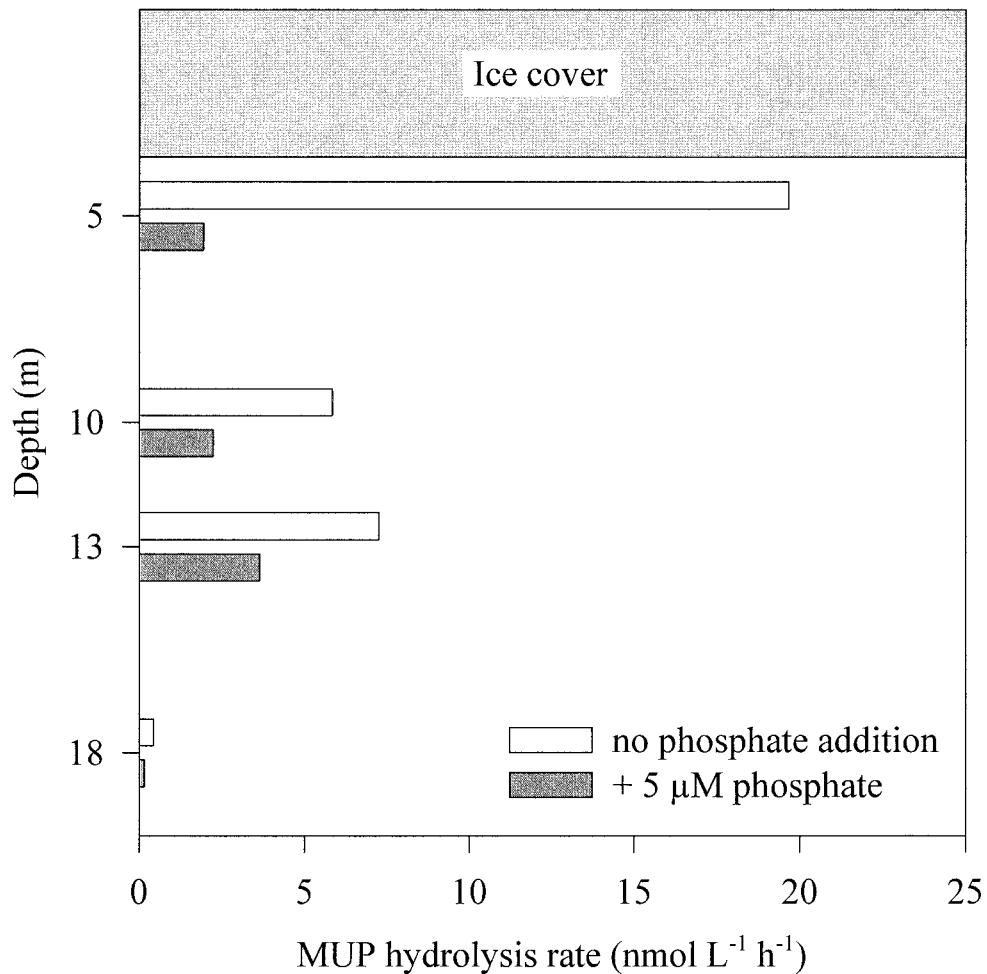 Ice cover
5
10
13
18
Depth (m)
no phosphate addition
+ 5 µM phosphate
0 5 10 15 20 25
MUP hydrolysis rate (nmol L⁻¹ h⁻¹)